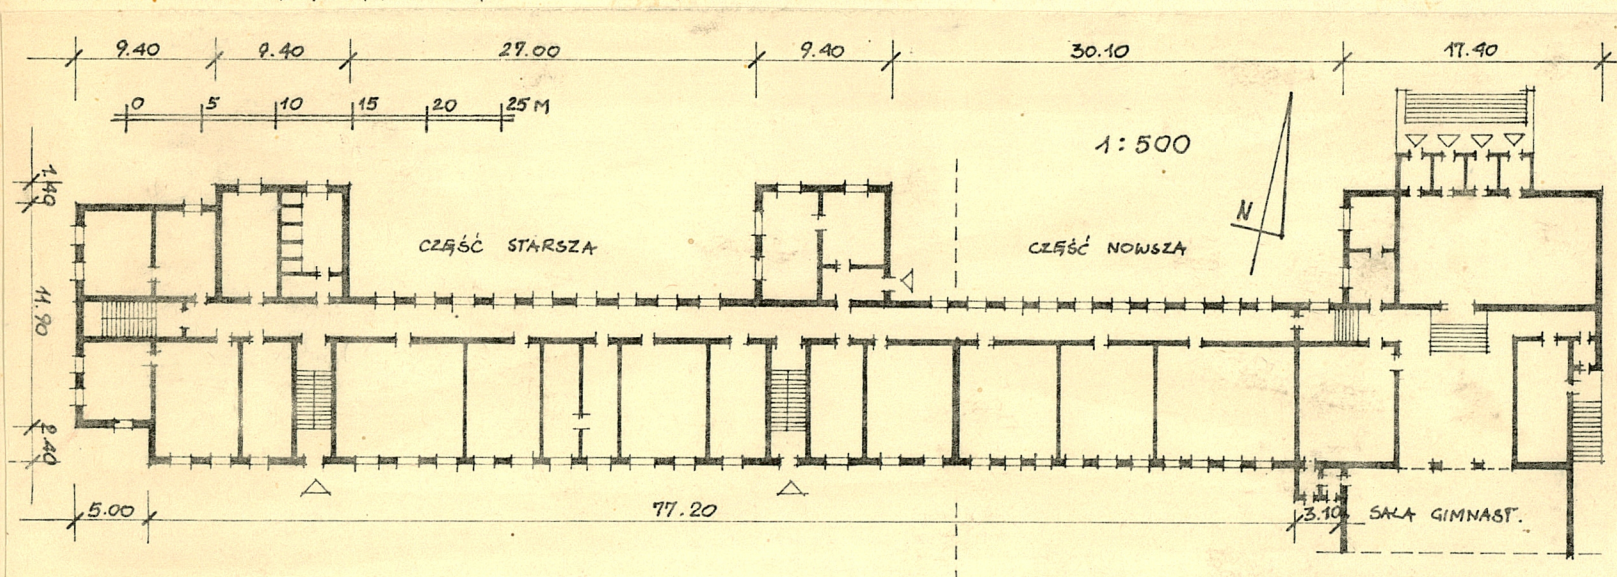 9.40 9.40 27.00 9.40 30.10 17.40
0 5 10 15 20 25 M
1:500
1.40
N
CZĘŚĆ STARSZA
CZĘŚĆ NOWSZA
11.90
2.40
5.00 77.20 3.10
SALA GIMNAST.